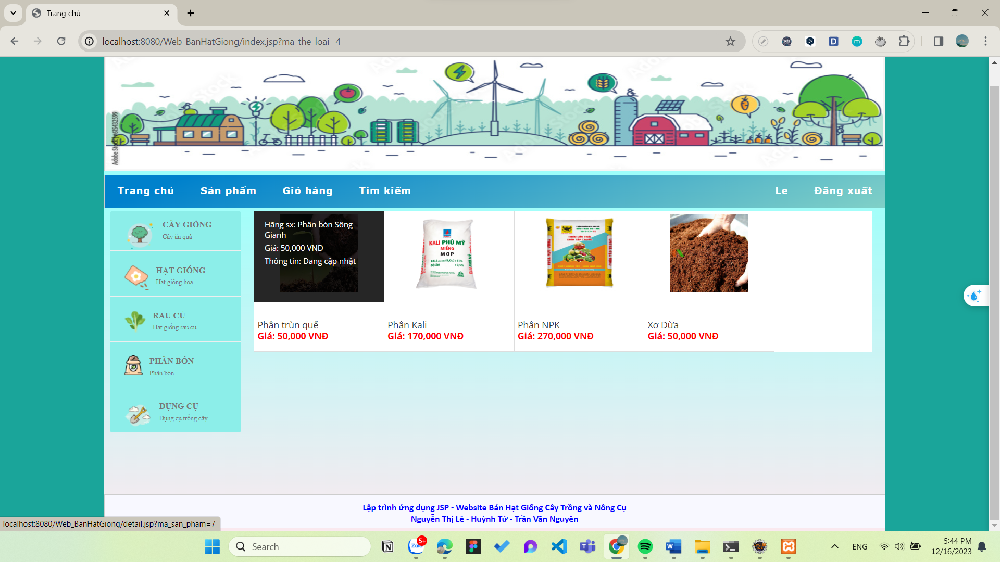 Trang chủ
localhost:8080/Web_BanHatGiong/index.jsp?ma_the_loai=4
Adobe Stock | #615432599
Trang chủ
Sản phẩm
Giỏ hàng
Tìm kiếm
Le
Đăng xuất
CÂY GIỐNG
Cây ăn quả
HẠT GIỐNG
Hạt giống hoa
RAU CỦ
Hạt giống rau củ
PHÂN BÓN
Phân bón
DỤNG CỤ
Dụng cụ trồng cây
Hãng sx: Phân bón Sông
Gianh
Giá: 50,000 VNĐ
Thông tin: Đang cập nhật
Phân trùn quế
Giá: 50,000 VNĐ
KALI PHÚ MỸ
MIẾNG
MOP
Phân Kali
Giá: 170,000 VNĐ
Phân NPK
Giá: 270,000 VNĐ
Xơ Dừa
Giá: 50,000 VNĐ
Lập trình ứng dụng JSP - Website Bán Hạt Giống Cây Trồng và Nông Cụ
Nguyễn Thị Lê - Huỳnh Tứ - Trần Văn Nguyên
localhost:8080/Web_BanHatGiong/detail.jsp?ma_san_pham=7
Search
Zalo
5+
ENG
5:44 PM
12/16/2023